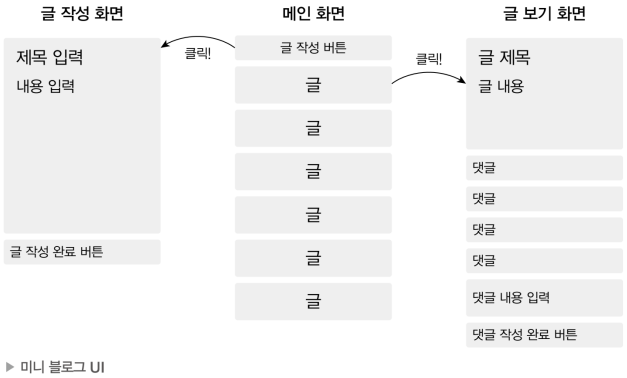 글 작성 화면
제목 입력
내용 입력
글 작성 완료 버튼
클릭!
메인 화면
글 작성 버튼
글
글
글
글
글
글
클릭!
글 보기 화면
글 제목
글 내용
댓글
댓글
댓글
댓글
댓글 내용 입력
댓글 작성 완료 버튼
▶ 미니 블로그 UI